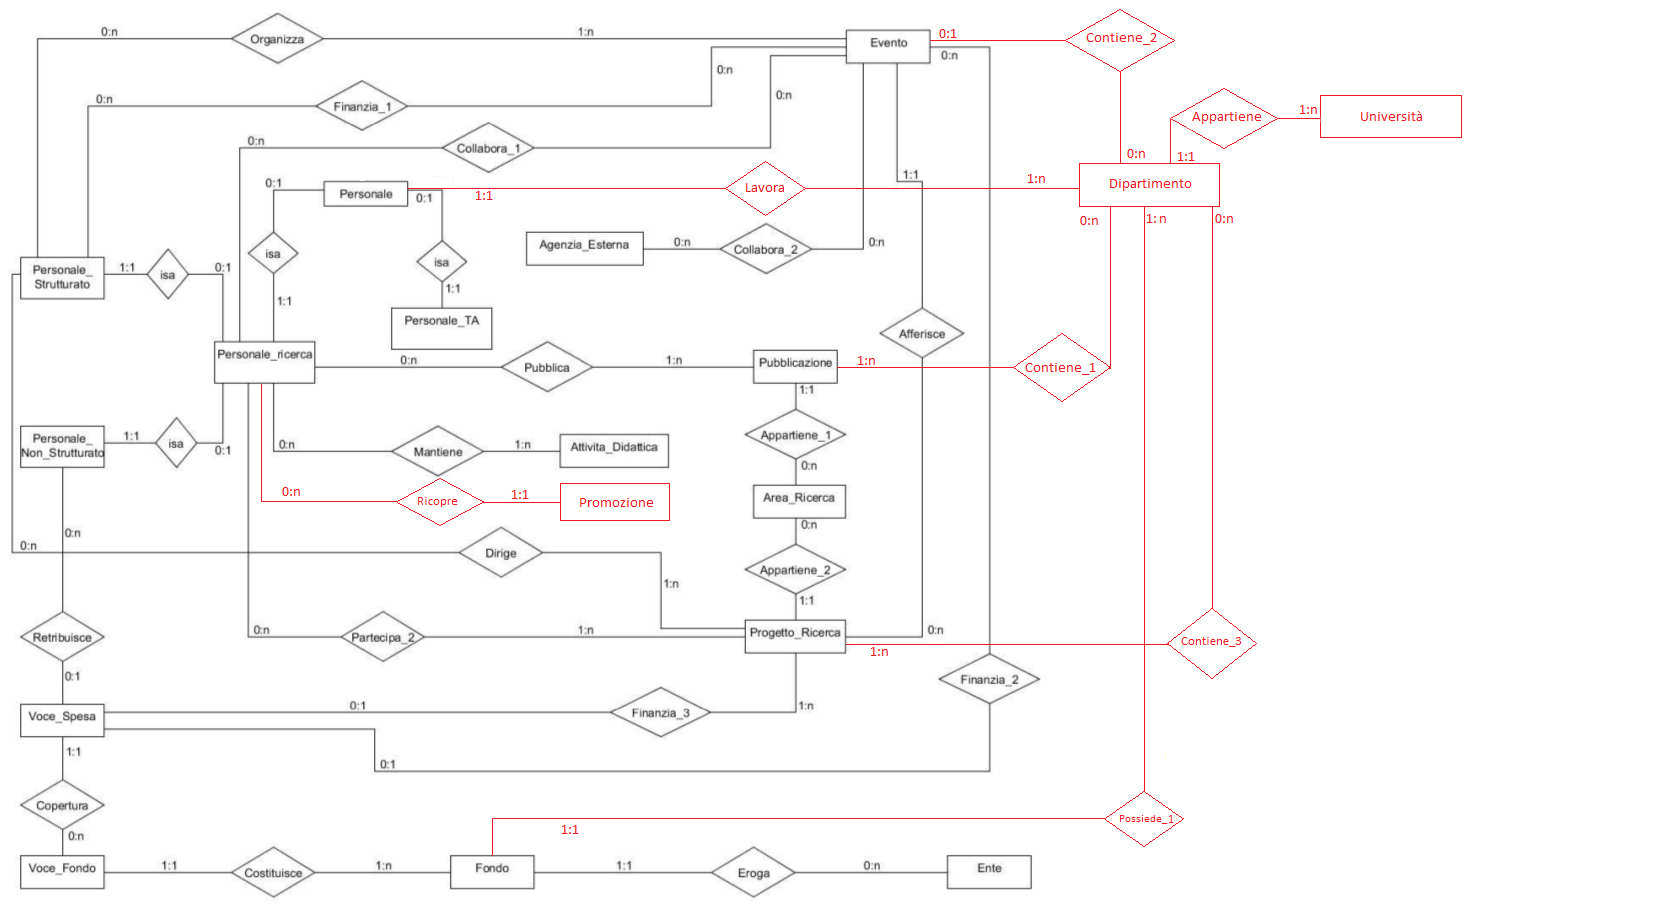 0:n
Organizza
1:n
Evento
0:1
Contiene_2
0:n
0:n
Finanzia_1
0:n
0:n
0:n
Collabora_1
Appartiene
1:n
Università
0:n
1:1
0:1
Personale
0:1
1:1
Lavora
1:n
Dipartimento
1:1
0:n
1:n
0:n
Agenzia_Esterna
0:n
Collabora_2
0:n
isa
isa
Personale_
Strutturato
1:1
isa
0:1
1:1
1:1
Personale_TA
Afferisce
Personale_ricerca
0:n
Pubblica
1:n
Pubblicazione
1:n
Contiene_1
1:1
Personale_
Non_Strutturato
1:1
isa
0:1
0:n
Mantiene
1:n
Attivita_Didattica
Appartiene_1
0:n
0:n
Ricopre
1:1
Promozione
Area_Ricerca
0:n
0:n
0:n
Dirige
1:n
Appartiene_2
1:1
Retribuisce
0:n
Partecipa_2
1:n
Progetto_Ricerca
0:n
1:n
Contiene_3
0:1
Finanzia_2
Voce_Spesa
0:1
Finanzia_3
1:n
1:1
0:1
Copertura
0:n
1:1
Possiede_1
Voce_Fondo
1:1
Costituisce
1:n
Fondo
1:1
Eroga
0:n
Ente